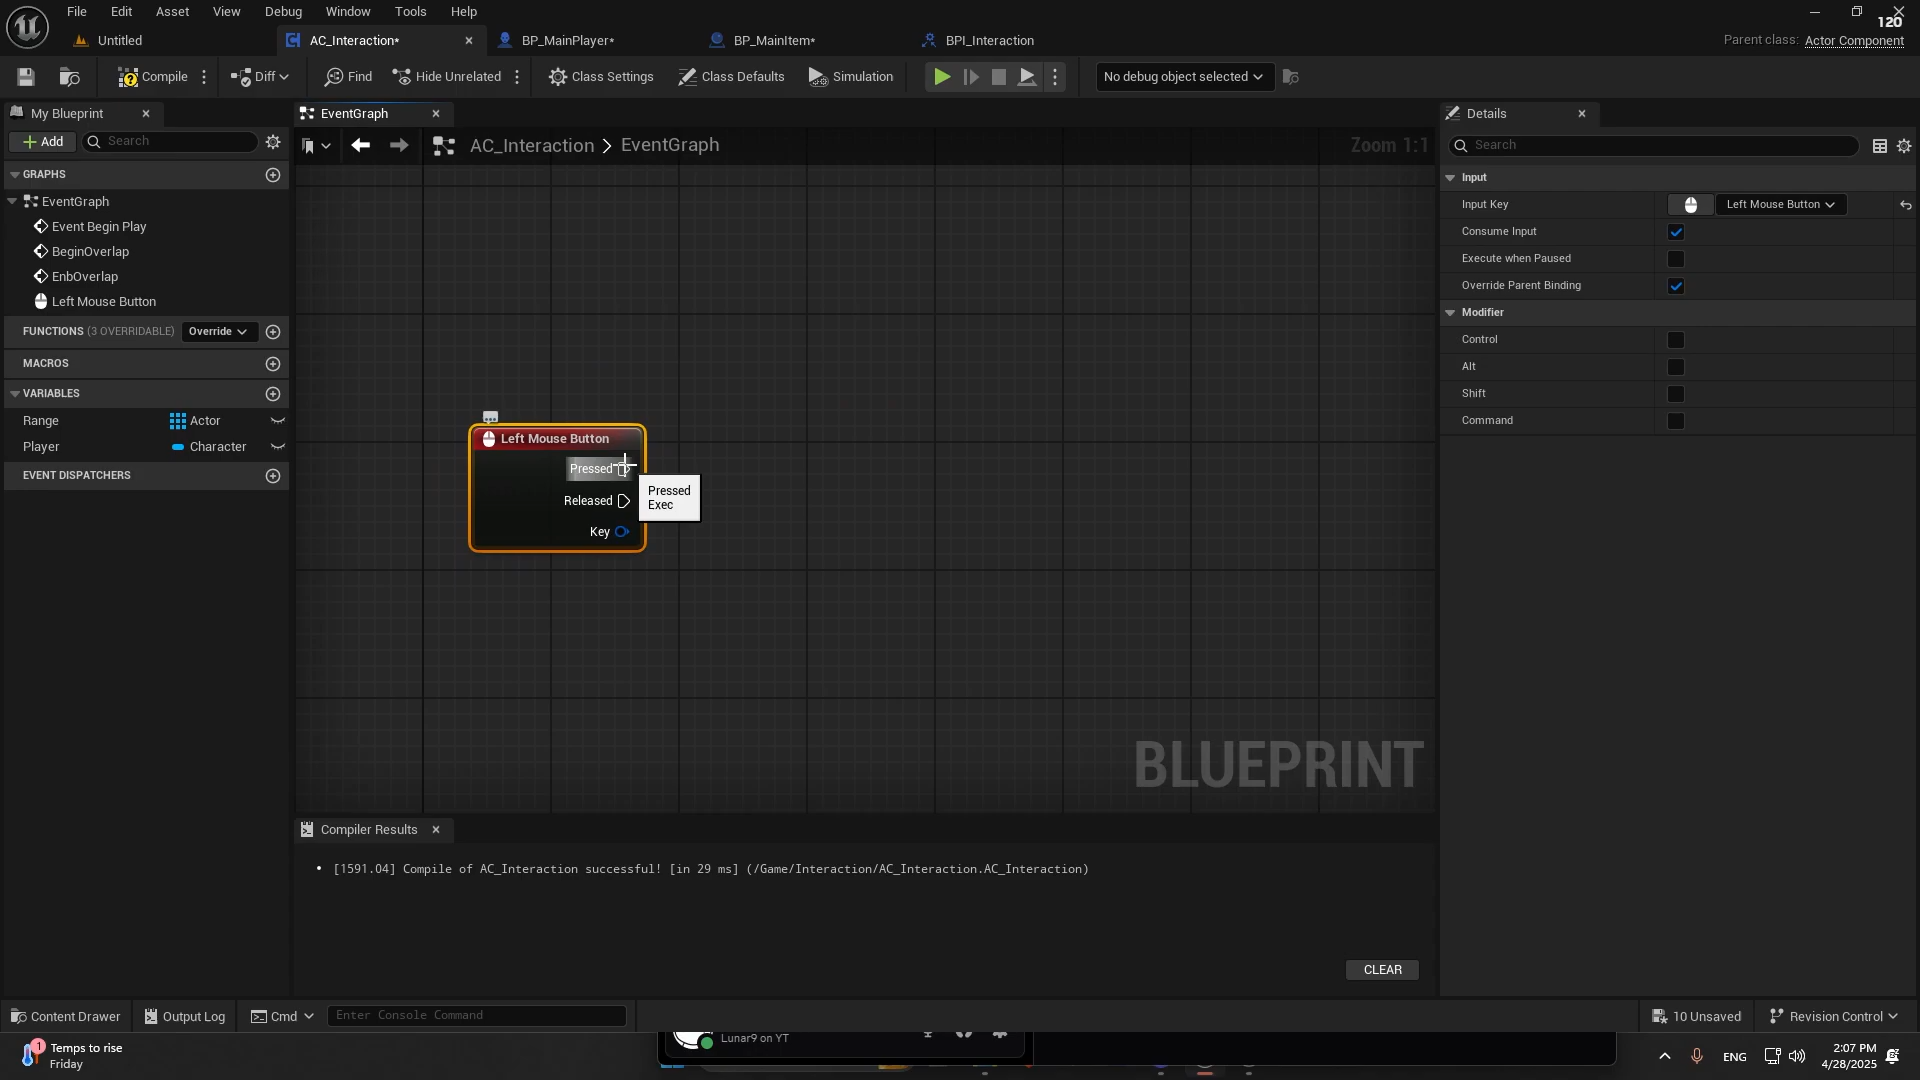 File Edit Asset View Debug Window Tools Help
120
Untitled AC_Interaction* BP_MainPlayer* BP_MainItem* BPI_Interaction Parent class: Actor Component
Compile Diff Find Hide Unrelated Class Settings Class Defaults Simulation No debug object selected
My Blueprint
Add Search
GRAPHS
EventGraph
Event Begin Play
BeginOverlap
EnbOverlap
Left Mouse Button
FUNCTIONS (3 OVERRIDABLE) Override
MACROS
VARIABLES
Range Actor
Player Character
EVENT DISPATCHERS
EventGraph
AC_Interaction > EventGraph Zoom 1:1
Left Mouse Button
Pressed
Released
Key
Pressed
Exec
BLUEPRINT
Compiler Results
• [1591.04] Compile of AC_Interaction successful! [in 29 ms] (/Game/Interaction/AC_Interaction.AC_Interaction)
CLEAR
Details
Search
Input
Input Key Left Mouse Button
Consume Input
Execute when Paused
Override Parent Binding
Modifier
Control
Alt
Shift
Command
Content Drawer Output Log Cmd Enter Console Command 10 Unsaved Revision Control
Lunar9 on YT
1
Temps to rise
Friday
ENG
2:07 PM
4/28/2025